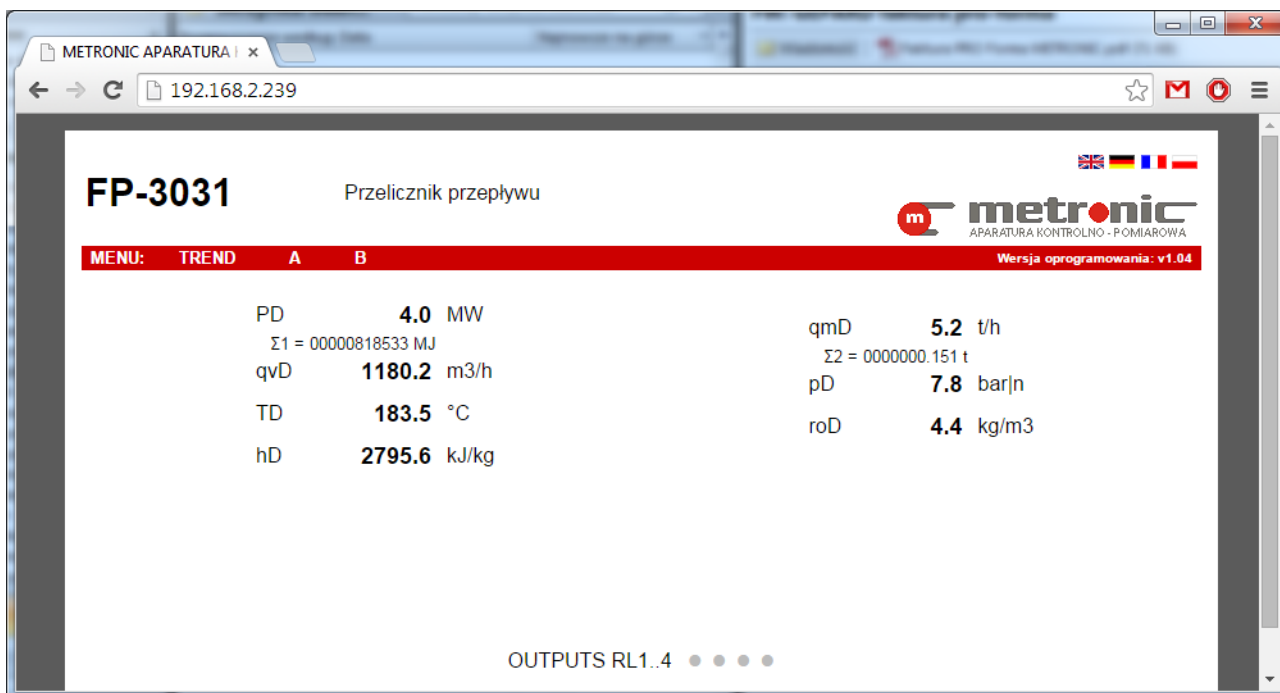 METRONIC APARATURA
192.168.2.239
FP-3031
Przelicznik przepływu
m metronic
APARATURA KONTROLNO - POMIAROWA
MENU: TREND A B
Wersja oprogramowania: v1.04
PD 4.0 MW
Σ1 = 00000818533 MJ
qvD 1180.2 m3/h
TD 183.5 °C
hD 2795.6 kJ/kg
qmD 5.2 t/h
Σ2 = 0000000.151 t
pD 7.8 bar|n
roD 4.4 kg/m3
OUTPUTS RL1..4